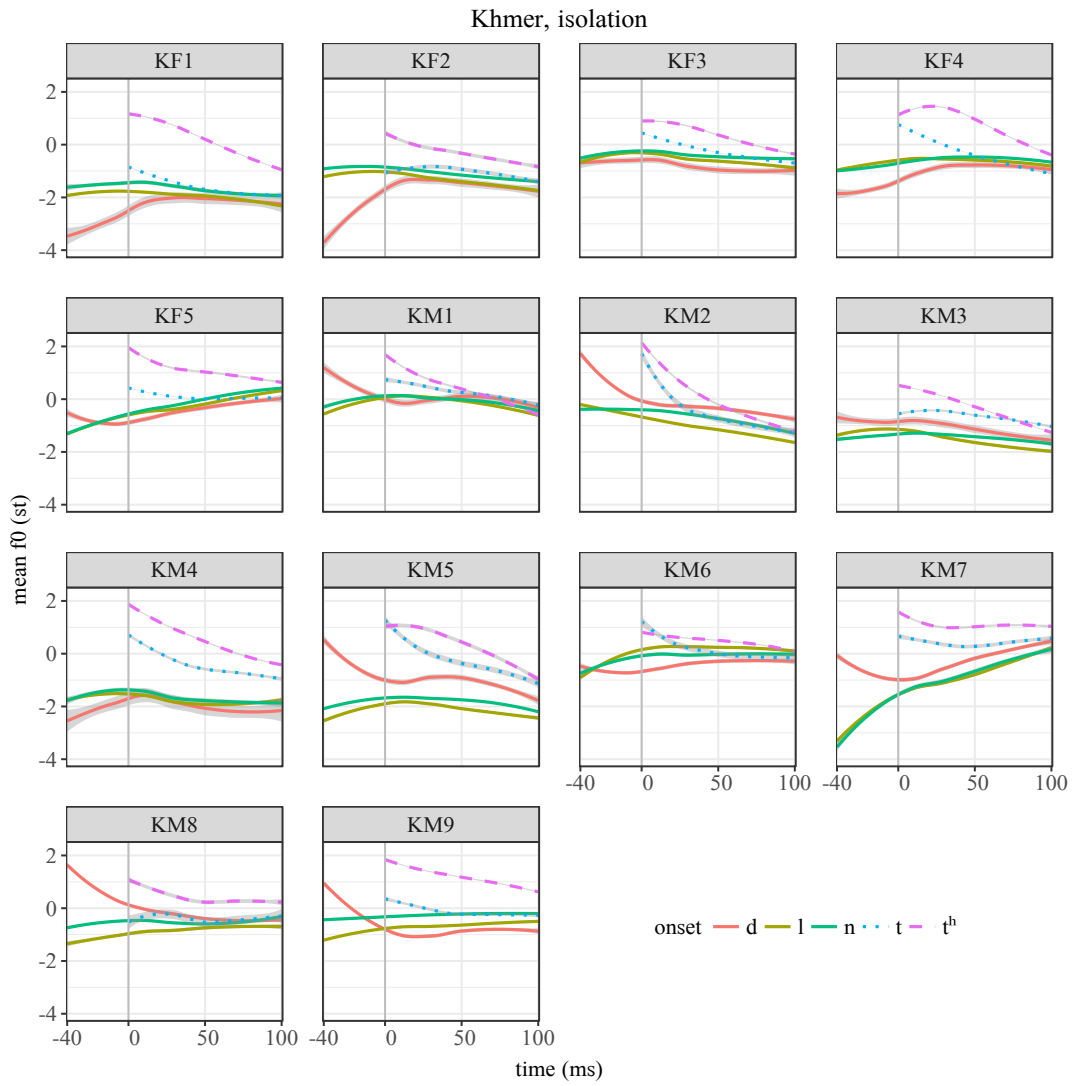 Khmer, isolation
KF1 KF2 KF3 KF4
2
0
-2
-4
KF5 KM1 KM2 KM3
2
0
-2
-4
mean f0 (st)
KM4 KM5 KM6 KM7
2
0
-2
-4
-40 0 50 100 -40 0 50 100
KM8 KM9
2
0
-2
-4
onset d l n t tʰ
-40 0 50 100 -40 0 50 100
time (ms)